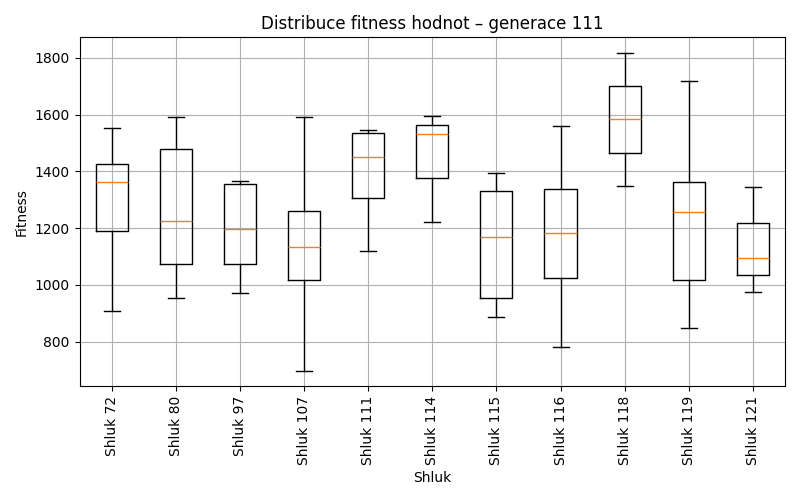 Distribuce fitness hodnot – generace 111
Fitness
1800
1600
1400
1200
1000
800
Shluk 72
Shluk 80
Shluk 97
Shluk 107
Shluk 111
Shluk 114
Shluk 115
Shluk 116
Shluk 118
Shluk 119
Shluk 121
Shluk